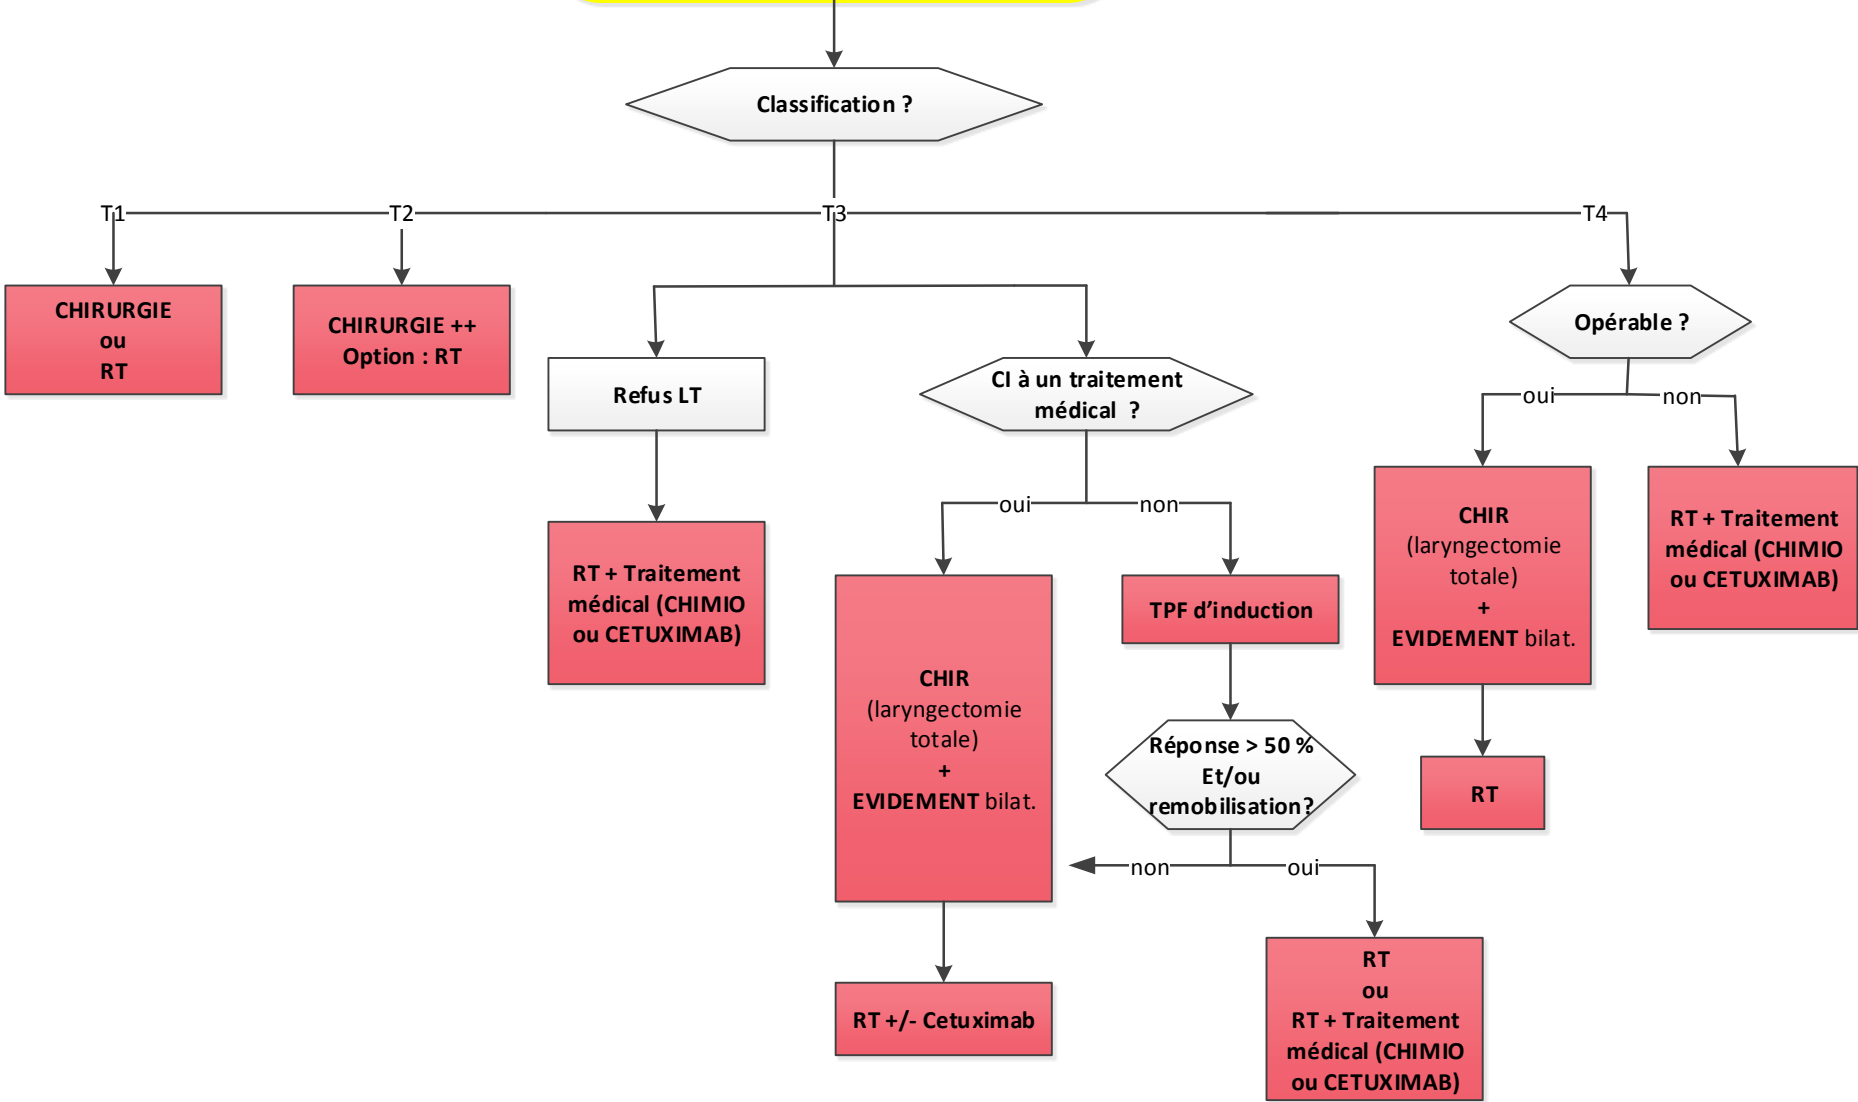 Classification ?
T1
T2
T3
T4
CHIRURGIE
ou
RT
CHIRURGIE ++
Option : RT
Refus LT
RT + Traitement
médical (CHIMIO
ou CETUXIMAB)
CI à un traitement
médical ?
oui
non
CHIR
(laryngectomie
totale)
+
EVIDEMENT bilat.
RT +/- Cetuximab
TPF d’induction
Réponse > 50 %
Et/ou
remobilisation?
non
oui
RT
ou
RT + Traitement
médical (CHIMIO
ou CETUXIMAB)
Opérable ?
oui
non
CHIR
(laryngectomie
totale)
+
EVIDEMENT bilat.
RT
RT + Traitement
médical (CHIMIO
ou CETUXIMAB)